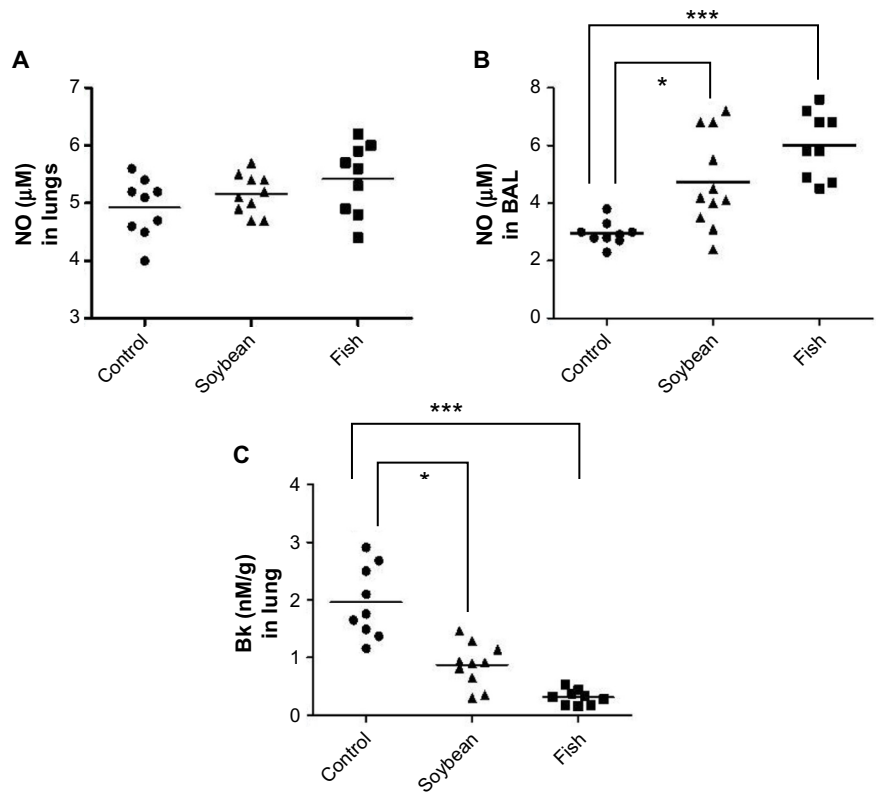 A
NO (µM)
in lungs
7
6
5
4
3
Control
Soybean
Fish
B
***
*
NO (µM)
in BAL
8
6
4
2
0
Control
Soybean
Fish
C
***
*
Bk (nM/g)
in lung
4
3
2
1
0
Control
Soybean
Fish